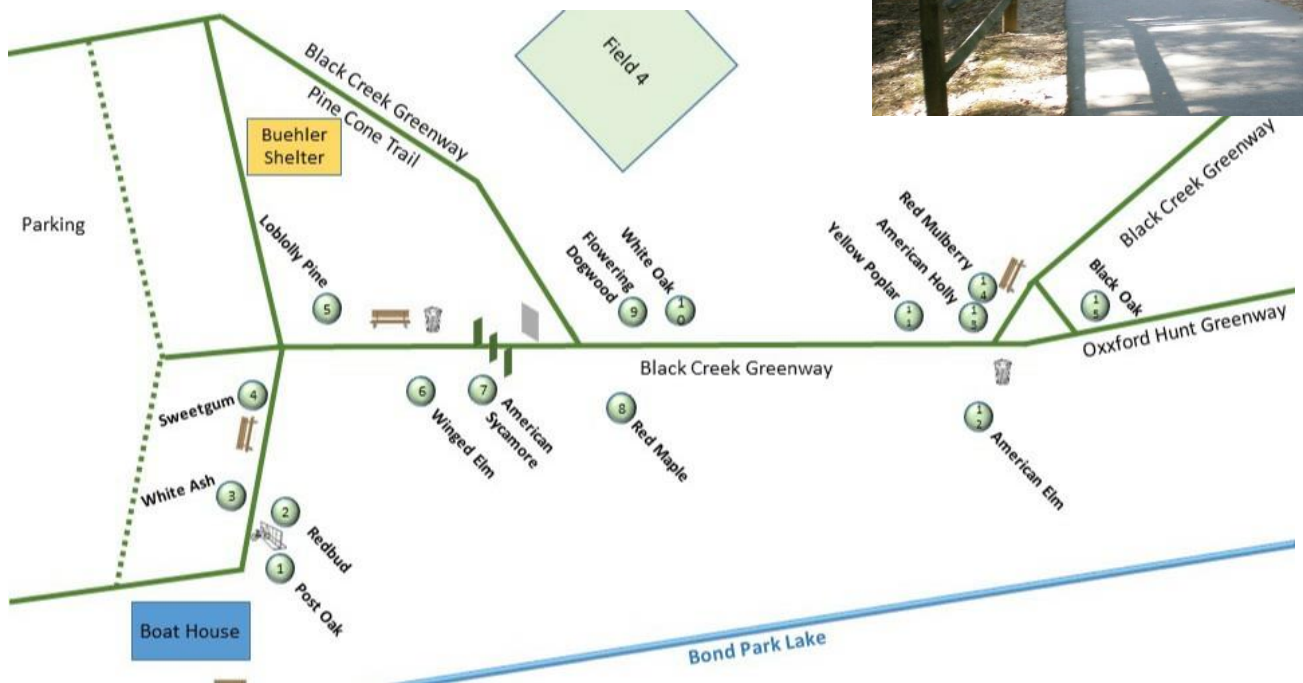 Field 4
Black Creek Greenway
Pine Cone Trail
Buehler
Shelter
Parking
Loblolly Pine
5
Flowering
Dogwood
9
White Oak
10
Yellow Poplar
11
American Holly
13
Red Mulberry
14
Black Creek Greenway
Black Oak
15
Oxxford Hunt Greenway
Black Creek Greenway
Sweetgum
4
6
Winged Elm
7
American
Sycamore
8
Red Maple
12
American Elm
White Ash
3
2
Redbud
1
Post Oak
Boat House
Bond Park Lake